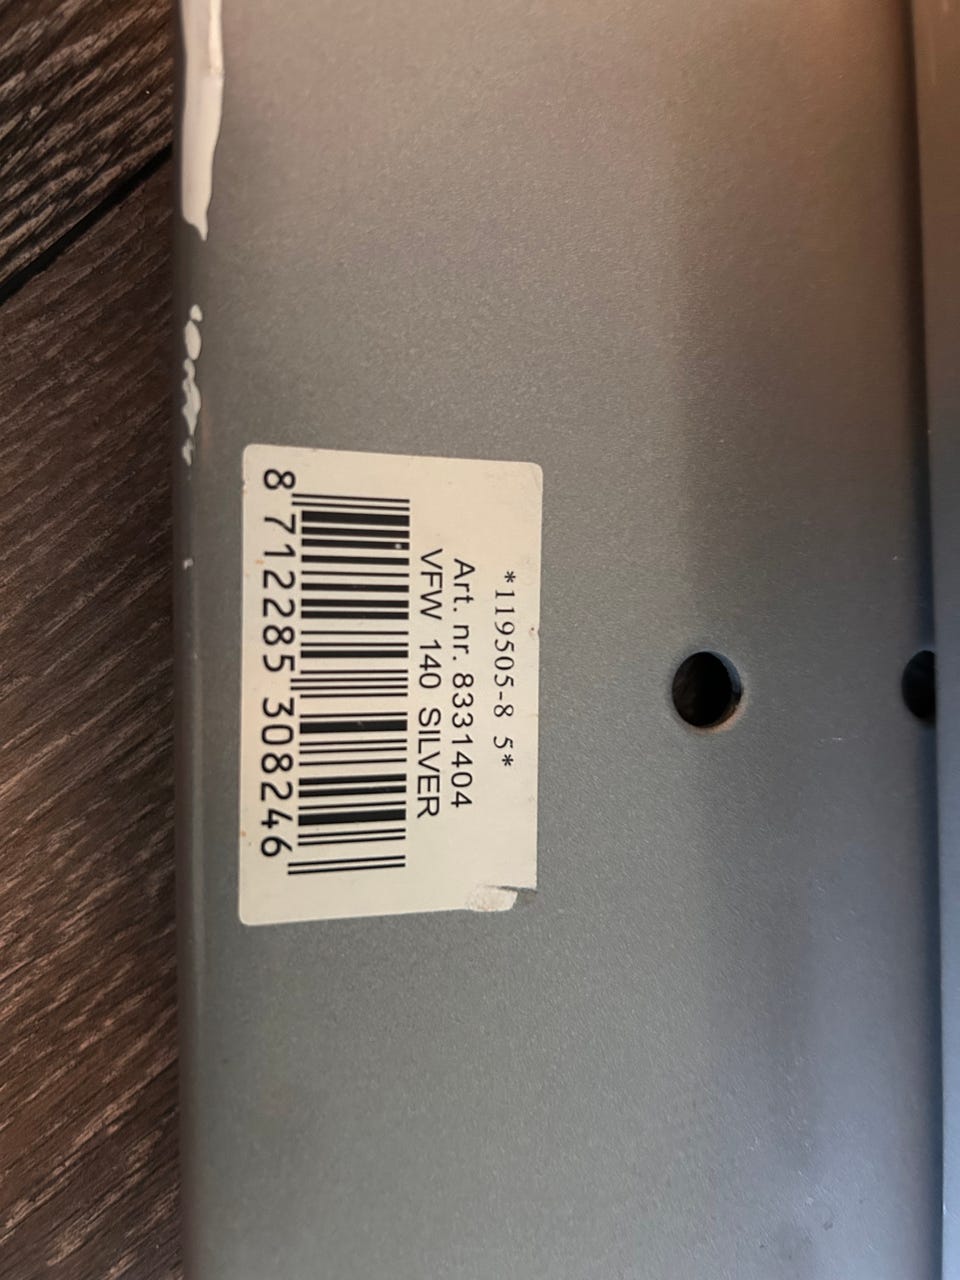 *119505-8 5*
Art. nr. 8331404
VFW 140 SILVER
8 712285 308246